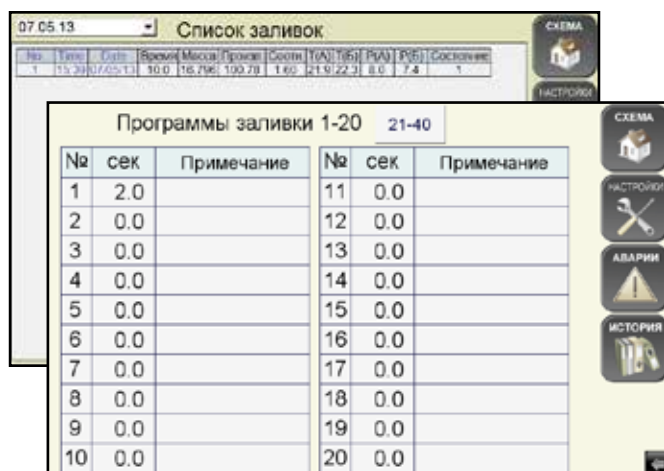 07.05.13 Список заливок СХЕМА
No Time Date Время Масса Произв Соотн T(A) T(Б) P(A) P(Б) Состояние
1 15:39 07/05/13 10.0 16.796 100.78 1.60 21.9 22.3 8.0 7.4 1
НАСТРОЙКИ
Программы заливки 1-20 21-40 СХЕМА
№ сек Примечание № сек Примечание
1 2.0 11 0.0
2 0.0 12 0.0 НАСТРОЙКИ
3 0.0 13 0.0
4 0.0 14 0.0 АВАРИИ
5 0.0 15 0.0
6 0.0 16 0.0 ИСТОРИЯ
7 0.0 17 0.0
8 0.0 18 0.0
9 0.0 19 0.0
10 0.0 20 0.0